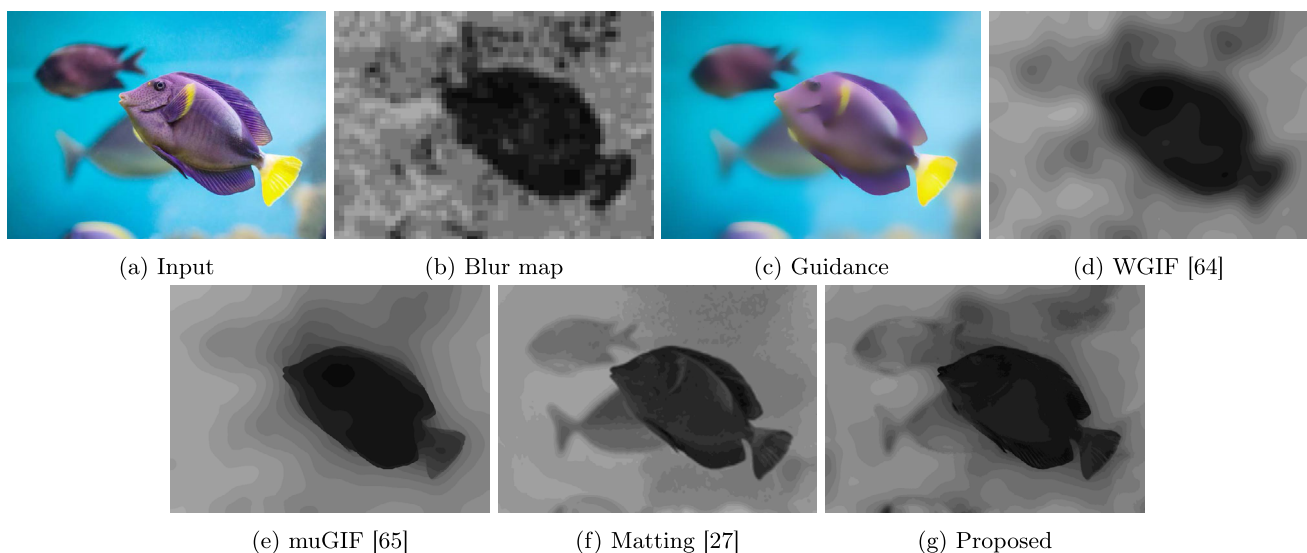 (a) Input
(b) Blur map
(c) Guidance
(d) WGIF [64]
(e) muGIF [65]
(f) Matting [27]
(g) Proposed